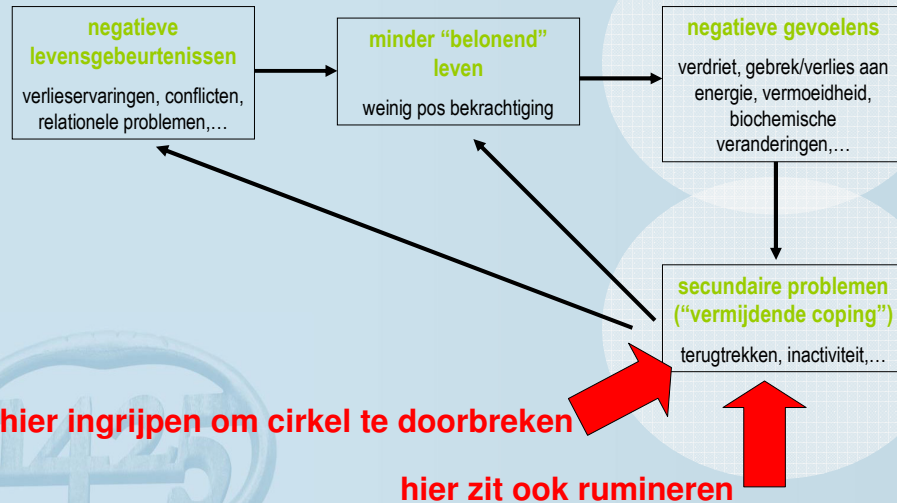 negatieve
levensgebeurtenissen
verlieservaringen, conflicten,
relationele problemen,…
minder “belonend”
leven
weinig pos bekrachtiging
negatieve gevoelens
verdriet, gebrek/verlies aan
energie, vermoeidheid,
biochemische
veranderingen,…
secundaire problemen
(“vermijdende coping”)
terugtrekken, inactiviteit,…
hier ingrijpen om cirkel te doorbreken
hier zit ook rumineren
1425